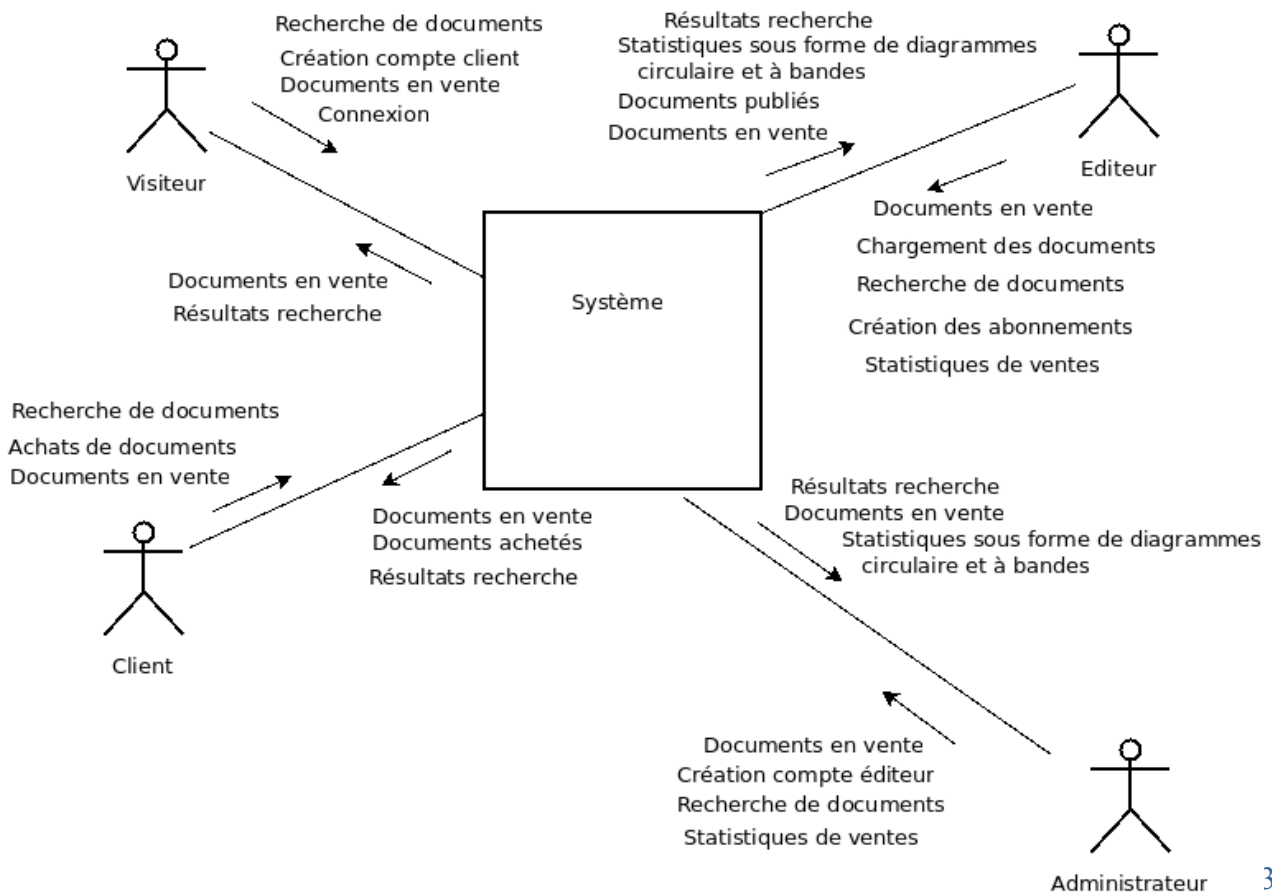 Recherche de documents
Création compte client
Documents en vente
Connexion
Visiteur
Documents en vente
Résultats recherche
Résultats recherche
Statistiques sous forme de diagrammes
circulaire et à bandes
Documents publiés
Documents en vente
Editeur
Documents en vente
Chargement des documents
Recherche de documents
Création des abonnements
Statistiques de ventes
Système
Recherche de documents
Achats de documents
Documents en vente
Client
Documents en vente
Documents achetés
Résultats recherche
Résultats recherche
Documents en vente
Statistiques sous forme de diagrammes
circulaire et à bandes
Documents en vente
Création compte éditeur
Recherche de documents
Statistiques de ventes
Administrateur
3